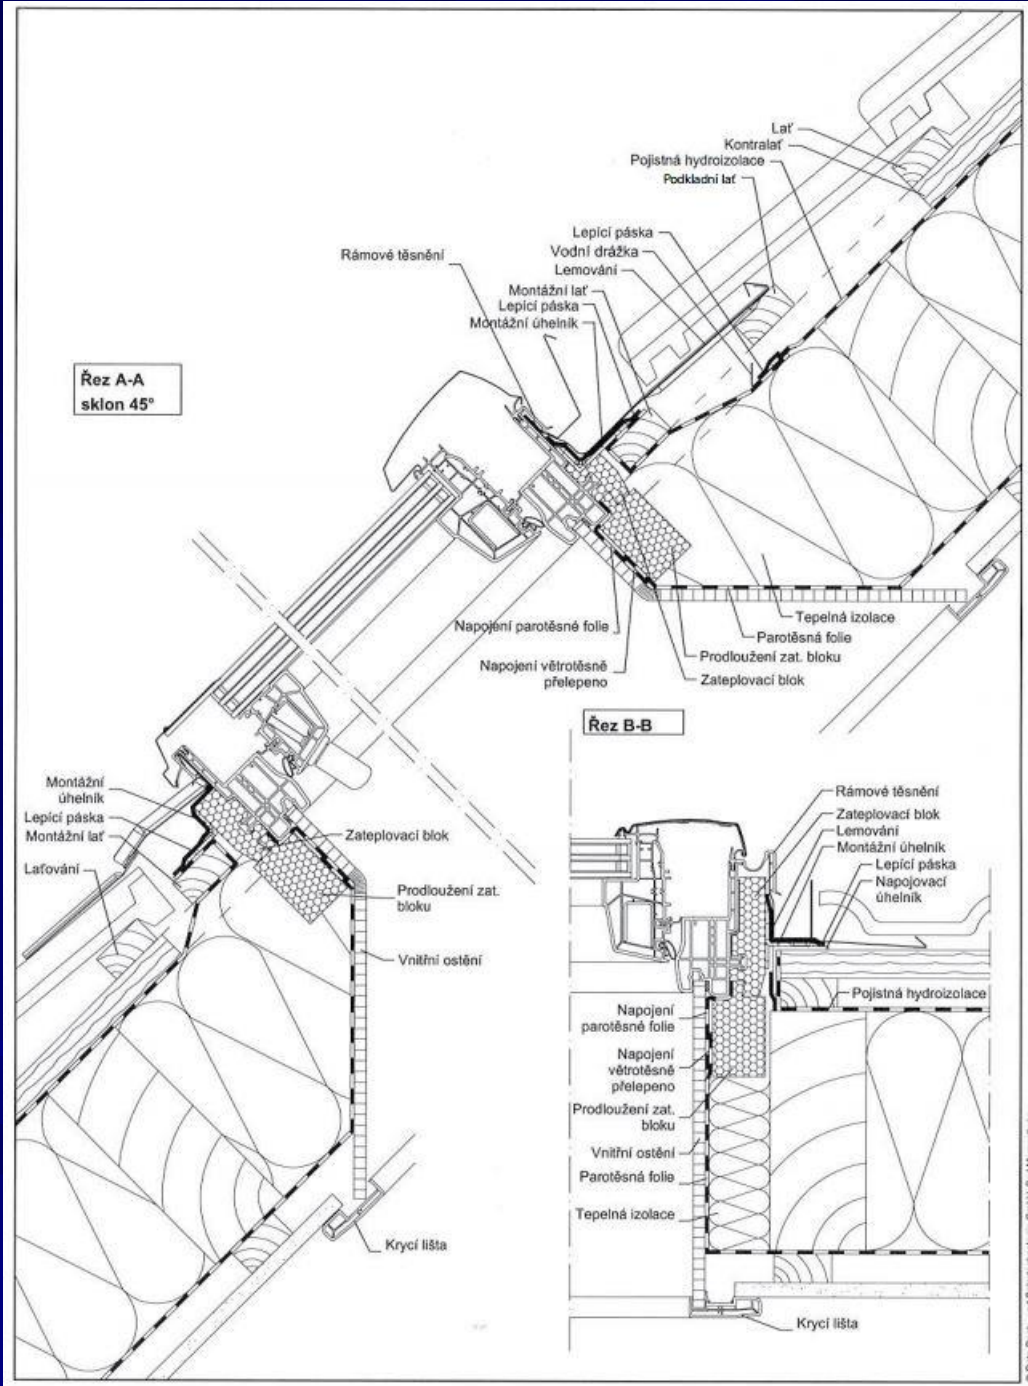 Lať
Kontralať
Pojistná hydroizolace
Podkladní lať
Lepící páska
Vodní drážka
Lemování
Rámové těsnění
Montážní lať
Lepící páska
Montážní úhelník
Řez A-A
sklon 45°
Tepelná izolace
Napojení parotěsné folie
Parotěsná folie
Prodloužení zat. bloku
Napojení větrotěsně
přelepeno
Zateplovací blok
Řez B-B
Montážní
úhelník
Lepící páska
Montážní lať
Laťování
Zateplovací blok
Prodloužení zat.
bloku
Vnitřní ostění
Krycí lišta
Rámové těsnění
Zateplovací blok
Lemování
Montážní úhelník
Lepící páska
Napojovací
úhelník
Pojistná hydroizolace
Napojení
parotěsné folie
Napojení
větrotěsně
přelepeno
Prodloužení zat.
bloku
Vnitřní ostění
Parotěsná folie
Tepelná izolace
Krycí lišta